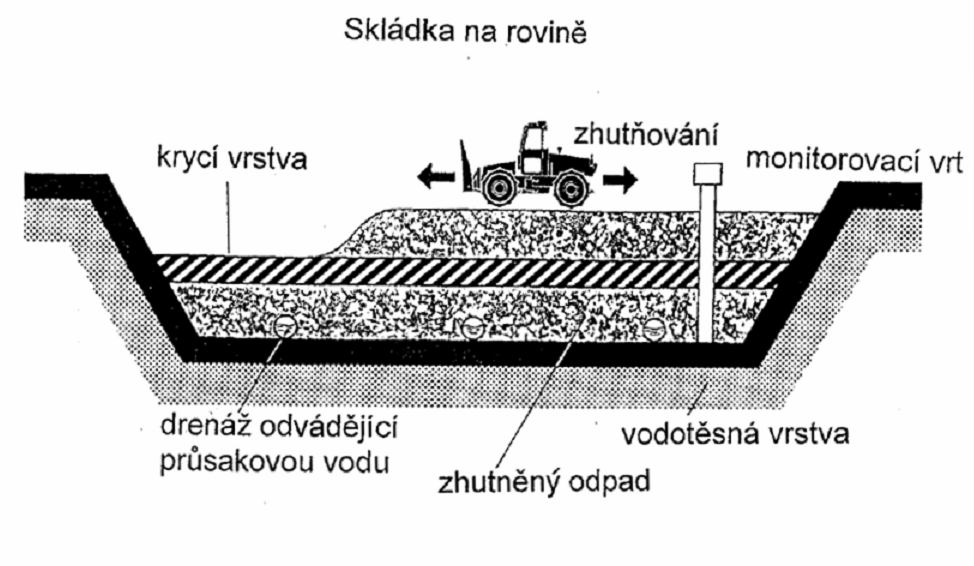 Skládka na rovině
zhutňování
krycí vrstva
monitorovací vrt
drenáž odvádějící
průsakovou vodu
vodotěsná vrstva
zhutněný odpad